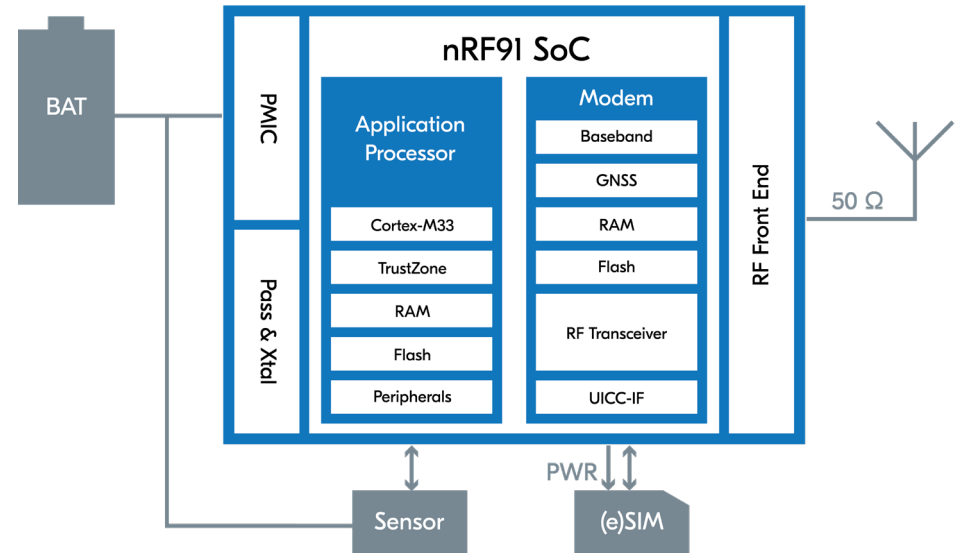 BAT
PMIC
Pass & Xtal
nRF91 SoC
Application
Processor
Cortex-M33
TrustZone
RAM
Flash
Peripherals
Modem
Baseband
GNSS
RAM
Flash
RF Transceiver
UICC-IF
RF Front End
50 Ω
PWR
Sensor
(e)SIM